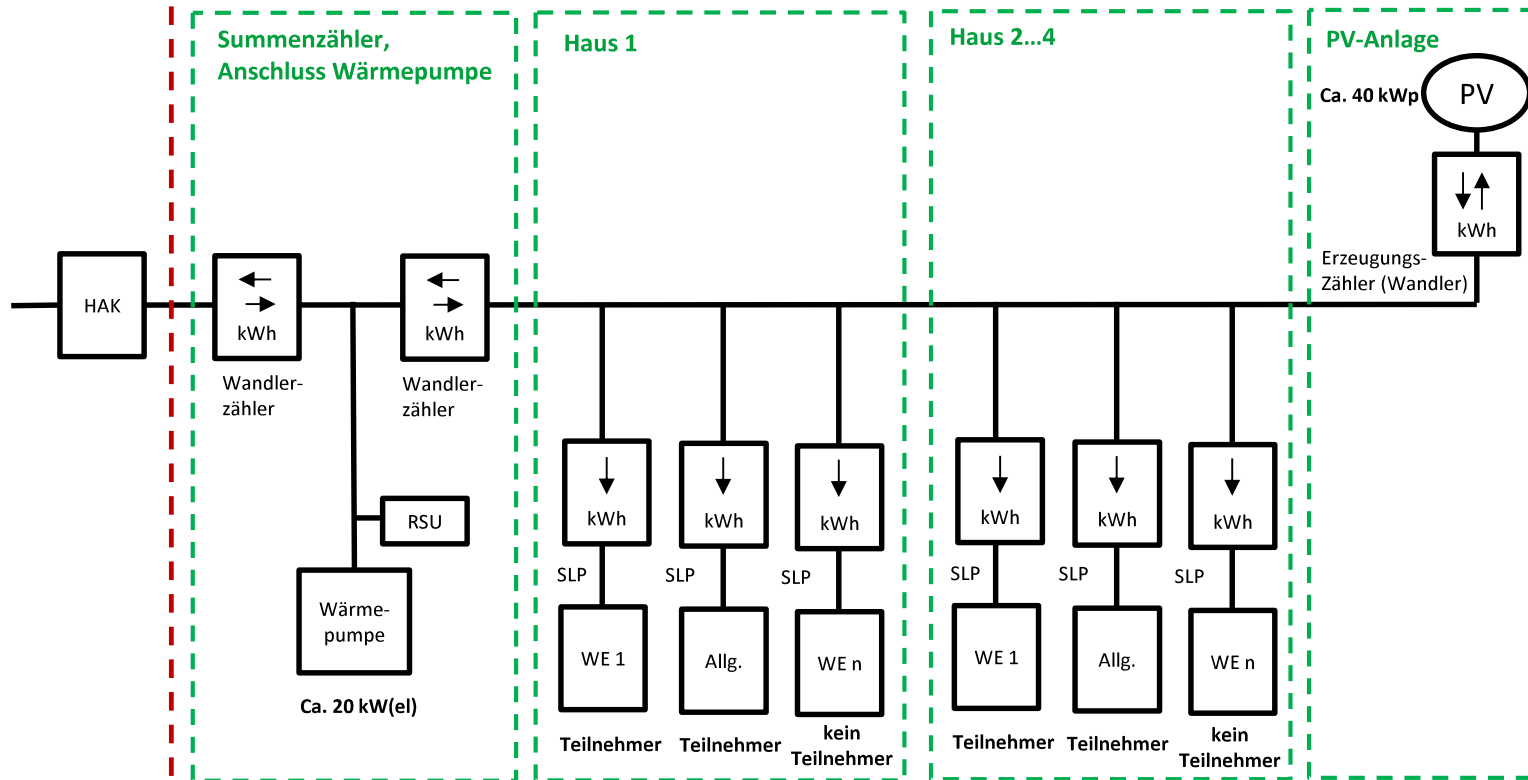 Summenzähler,
Anschluss Wärmepumpe
Haus 1
Haus 2...4
PV-Anlage
Ca. 40 kWp
PV
kWh
Erzeugungs-
Zähler (Wandler)
HAK
kWh
kWh
Wandler-
zähler
Wandler-
zähler
RSU
Wärme-
pumpe
Ca. 20 kW(el)
kWh
kWh
kWh
SLP
SLP
SLP
WE 1
Allg.
WE n
Teilnehmer
Teilnehmer
kein
Teilnehmer
kWh
kWh
kWh
SLP
SLP
SLP
WE 1
Allg.
WE n
Teilnehmer
Teilnehmer
kein
Teilnehmer